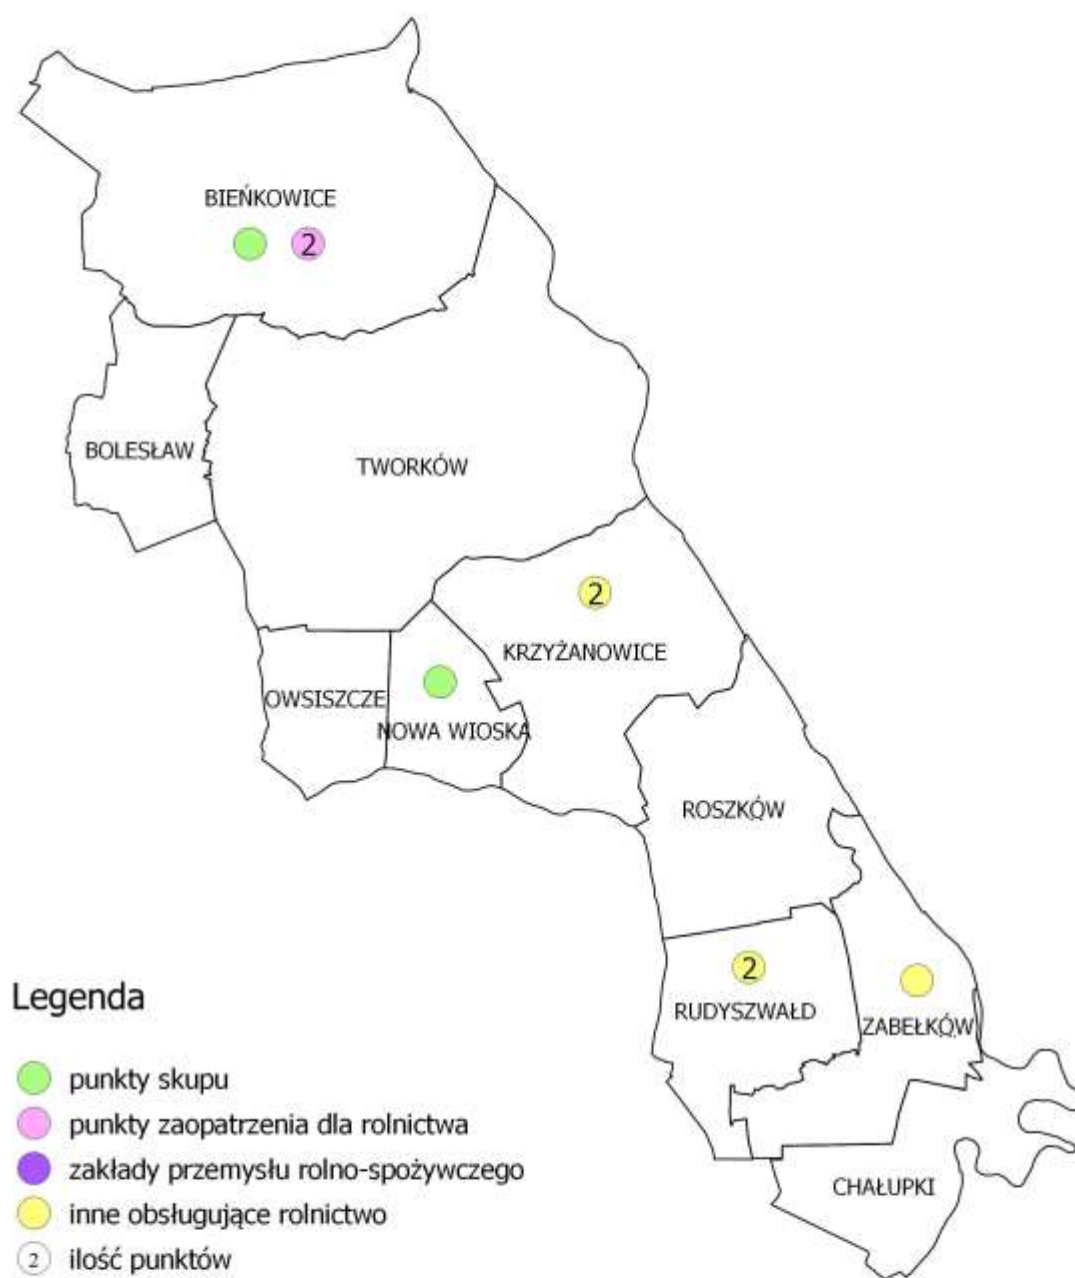 BIEŃKOWICE
2
BOLESŁAW
TWORKÓW
2
KRZYŻANOWICE
OWSISZCZE
NOWA WIOSKA
ROSZKÓW
2
RUDYSZWAŁD
ZABEŁKÓW
CHAŁUPKI
Legenda
punkty skupu
punkty zaopatrzenia dla rolnictwa
zakłady przemysłu rolno-spożywczego
inne obsługujące rolnictwo
2 ilość punktów